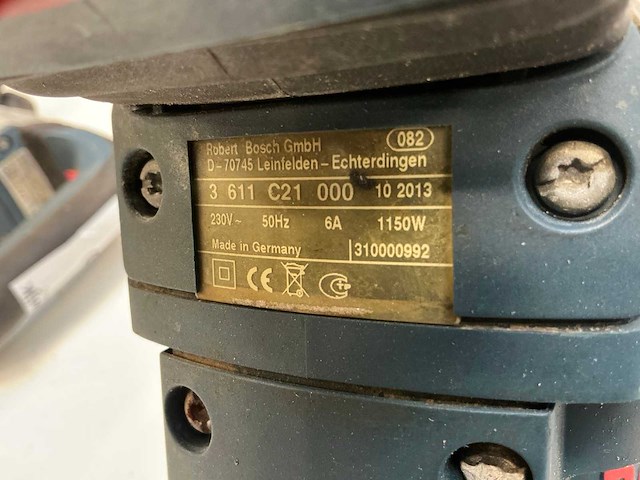 Robert Bosch GmbH 082
D-70745 Leinfelden-Echterdingen
3 611 C21 000 10 2013
230V~ 50Hz 6A 1150W
Made in Germany 310000992
CE